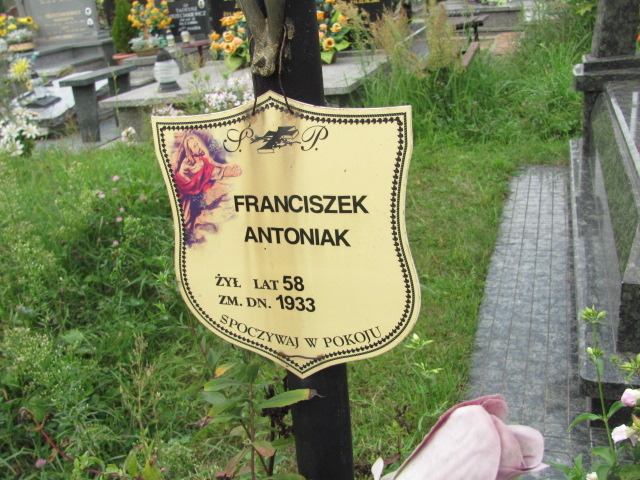 Ś. P.
FRANCISZEK
ANTONIAK
ŻYŁ LAT 58
ZM. DN. 1933
SPOCZYWAJ W POKOJU